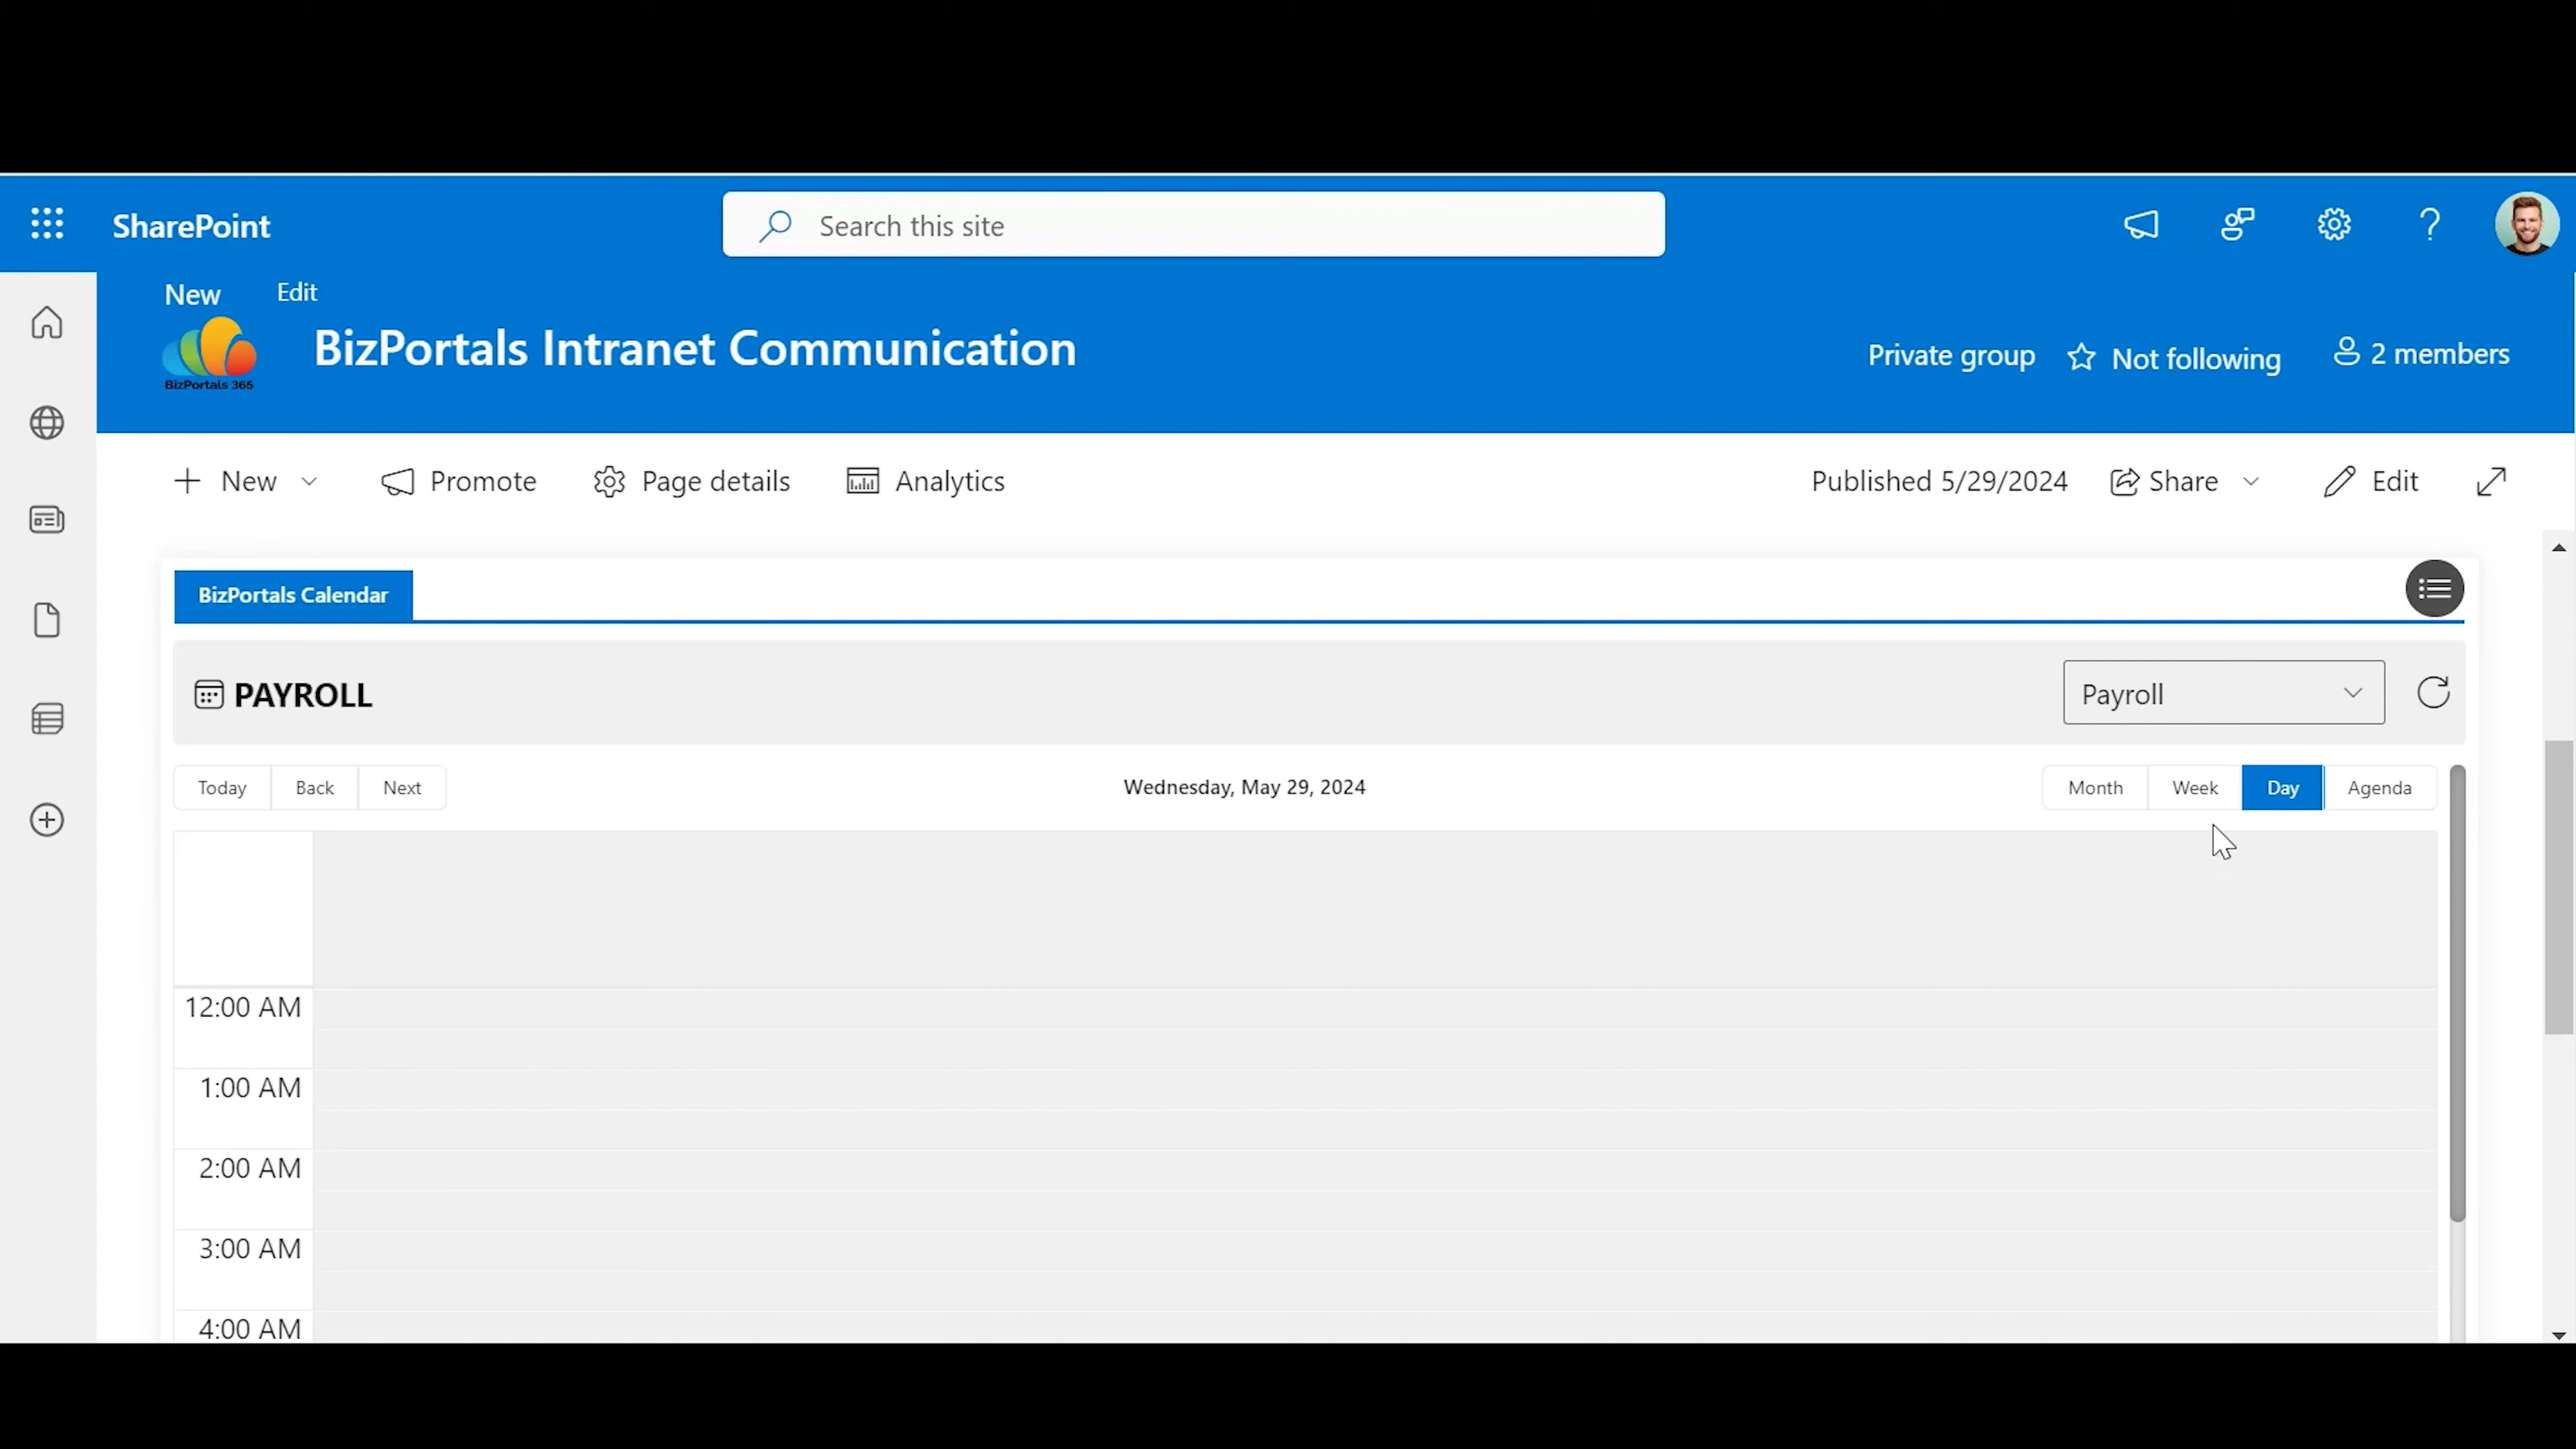 SharePoint
Search this site
New Edit
BizPortals 365
BizPortals Intranet Communication
Private group Not following 2 members
New Promote Page details Analytics
Published 5/29/2024 Share Edit
BizPortals Calendar
PAYROLL
Payroll
Today Back Next
Wednesday, May 29, 2024
Month Week Day Agenda
12:00 AM
1:00 AM
2:00 AM
3:00 AM
4:00 AM